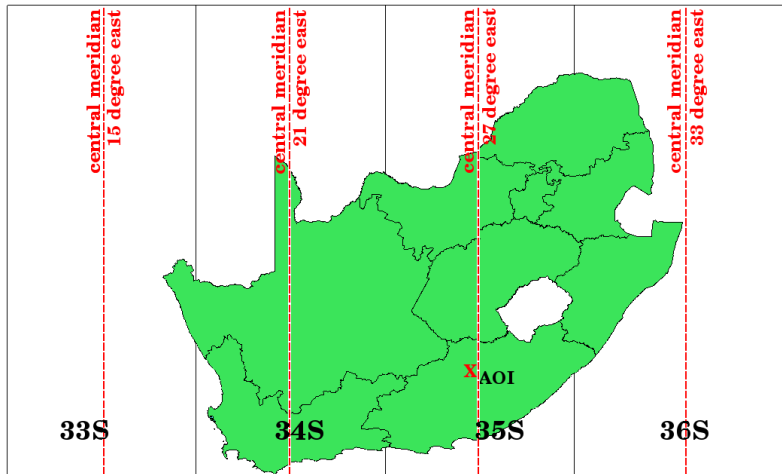 central meridian
15 degree east
central meridian
21 degree east
central meridian
27 degree east
central meridian
33 degree east
X
AOI
33S
34S
35S
36S